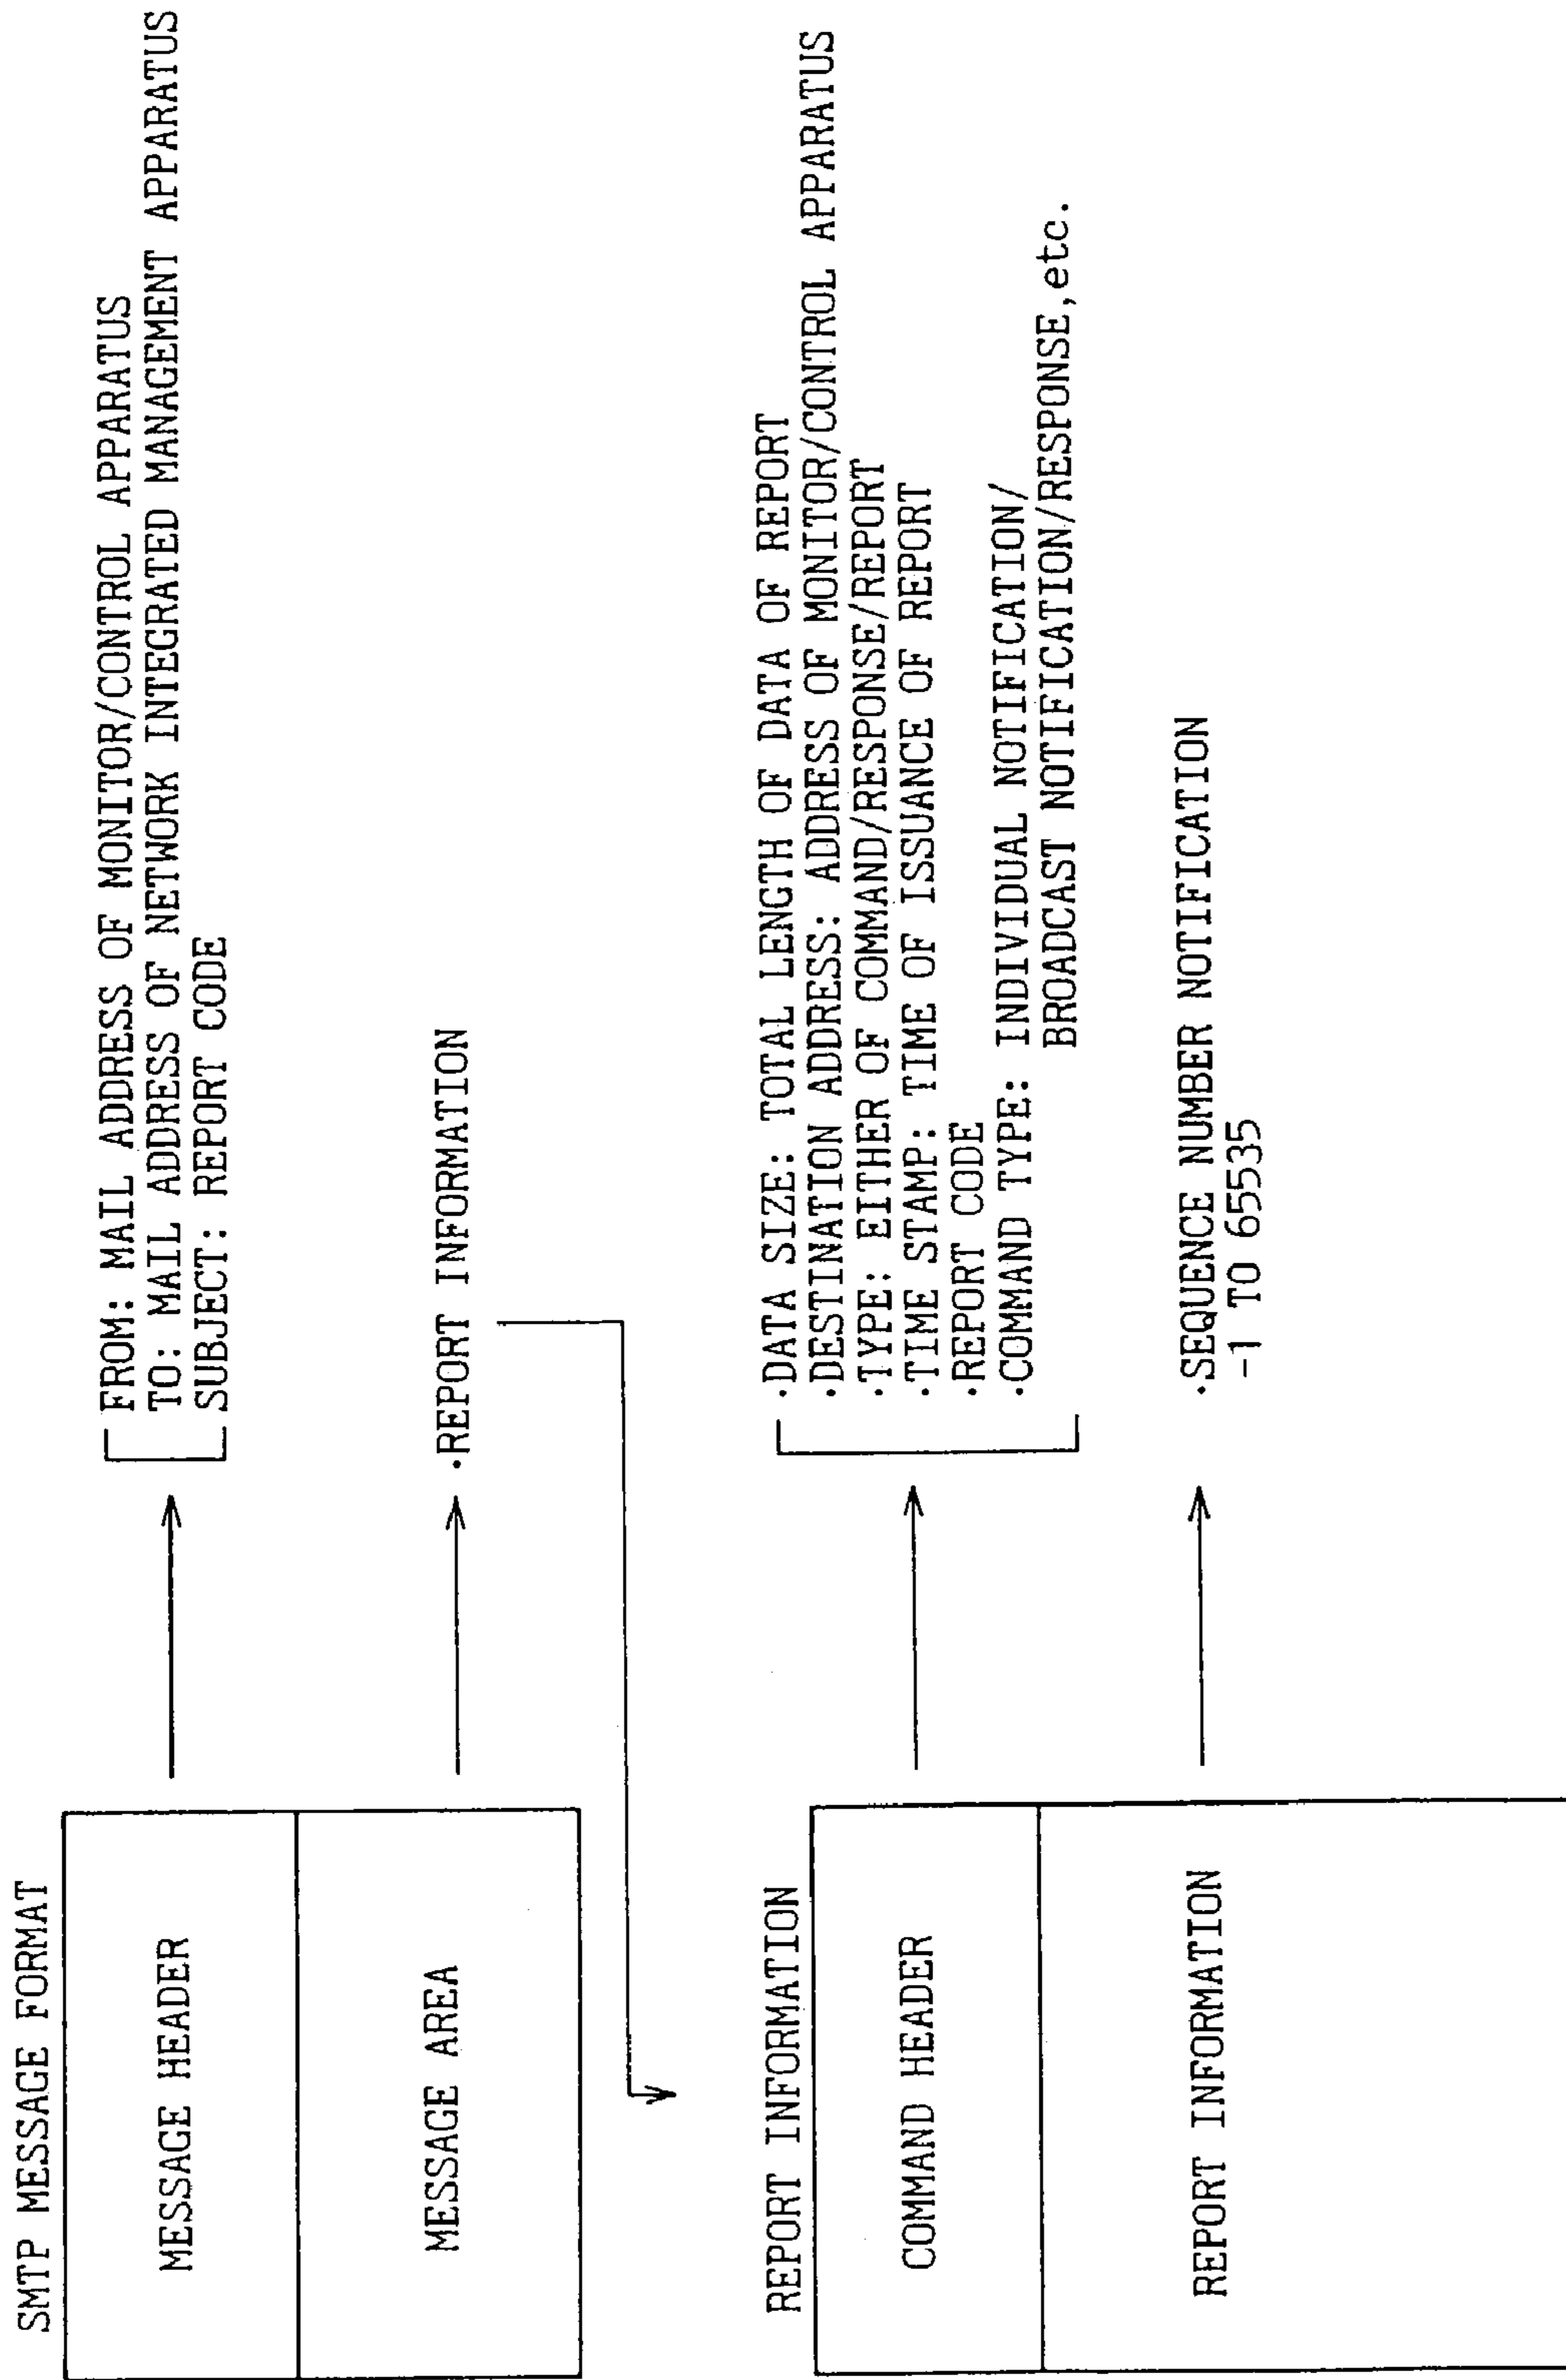 SMTP MESSAGE FORMAT
MESSAGE HEADER
FROM: MAIL ADDRESS OF MONITOR/CONTROL APPARATUS
TO: MAIL ADDRESS OF NETWORK INTEGRATED MANAGEMENT APPARATUS
SUBJECT: REPORT CODE
MESSAGE AREA
·REPORT INFORMATION
REPORT INFORMATION
COMMAND HEADER
·DATA SIZE: TOTAL LENGTH OF DATA OF REPORT
·DESTINATION ADDRESS: ADDRESS OF MONITOR/CONTROL APPARATUS
·TYPE: EITHER OF COMMAND/RESPONSE/REPORT
·TIME STAMP: TIME OF ISSUANCE OF REPORT
·REPORT CODE
·COMMAND TYPE: INDIVIDUAL NOTIFICATION/
BROADCAST NOTIFICATION/RESPONSE,etc.
REPORT INFORMATION
·SEQUENCE NUMBER NOTIFICATION
-1 TO 65535